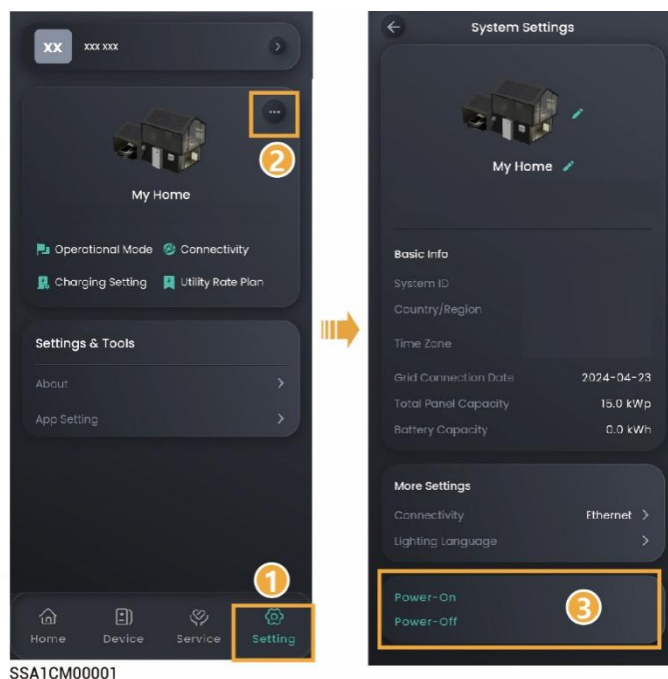 XX
xxx xxx
2
My Home
Operational Mode
Connectivity
Charging Setting
Utility Rate Plan
Settings & Tools
About
App Setting
1
Home
Device
Service
Setting
SSA1CM00001
System Settings
My Home
Basic Info
System ID
Country/Region
Time Zone
Grid Connection Date 2024-04-23
Total Panel Capacity 15.0 kWp
Battery Capacity 0.0 kWh
More Settings
Connectivity Ethernet
Lighting Language
Power-On
Power-Off
3